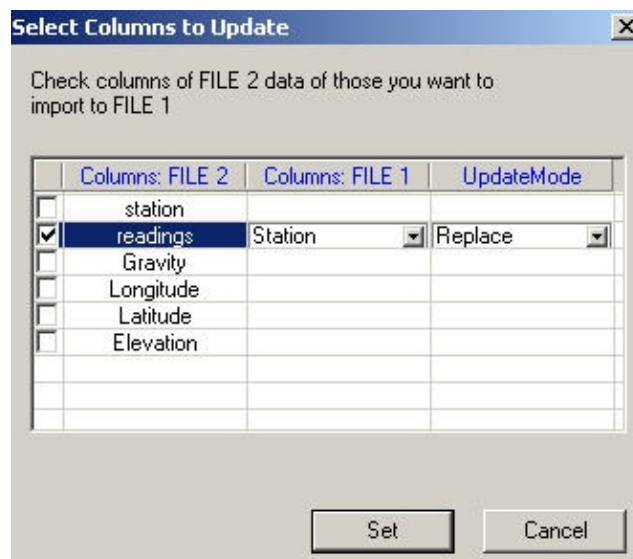 Select Columns to Update
Check columns of FILE 2 data of those you want to
import to FILE 1
Columns: FILE 2 Columns: FILE 1 UpdateMode
station
readings Station Replace
Gravity
Longitude
Latitude
Elevation
Set Cancel